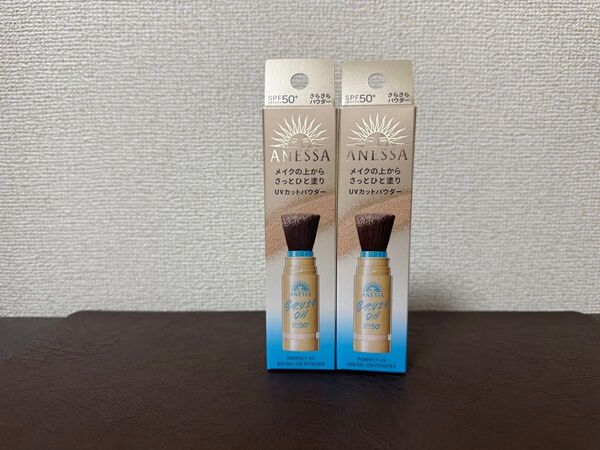 SPF50+
さらさら
パウダー
ANESSA
メイクの上から
さっとひと塗り
UVカットパウダー
ANESSA
BRUSH
ON
50+
PERFECT UV
BRUSH-ON POWDER
SPF50+
さらさら
パウダー
ANESSA
メイクの上から
さっとひと塗り
UVカットパウダー
ANESSA
BRUSH
ON
50+
PERFECT UV
BRUSH-ON POWDER